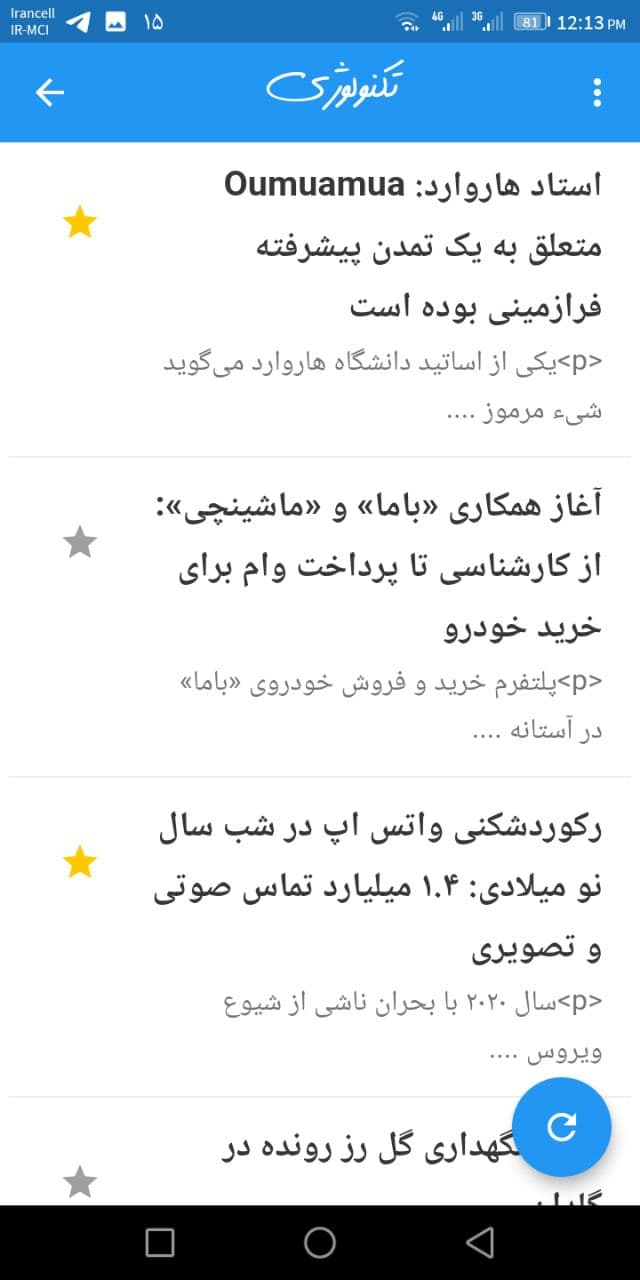 Irancell
IR-MCI
۱۵
4G
3G
81
12:13 PM
تکنولوژی
استاد هاروارد: Oumuamua
متعلق به یک تمدن پیشرفته
فرازمینی بوده است
<p>یکی از اساتید دانشگاه هاروارد می‌گوید
شیء مرموز ....
آغاز همکاری «باما» و «ماشینچی»:
از کارشناسی تا پرداخت وام برای
خرید خودرو
<p>پلتفرم خرید و فروش خودروی «باما»
در آستانه ....
رکوردشکنی واتس اپ در شب سال
نو میلادی: ۱.۴ میلیارد تماس صوتی
و تصویری
<p>سال ۲۰۲۰ با بحران ناشی از شیوع
ویروس ....
گهداری گل رز رونده در